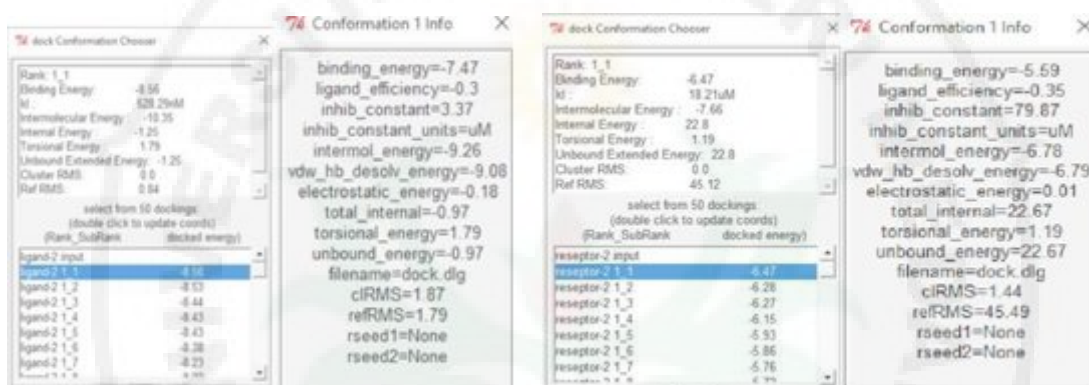 dock Conformation Chooser
Rank: 1_1
Binding Energy: -8.56
kI : 528.29nM
Intermolecular Energy : -10.35
Internal Energy : -1.25
Torsional Energy : 1.79
Unbound Extended Energy: -1.25
Cluster RMS: 0.0
Ref RMS: 0.84
select from 50 dockings:
(double click to update coords)
(Rank_SubRank docked energy)
ligand-2 input
ligand-2 1_1 -8.56
ligand-2 1_2 -8.53
ligand-2 1_3 -8.44
ligand-2 1_4 -8.43
ligand-2 1_5 -8.43
ligand-2 1_6 -8.38
ligand-2 1_7 -8.23
Conformation 1 Info
binding_energy=-7.47
ligand_efficiency=-0.3
inhib_constant=3.37
inhib_constant_units=uM
intermol_energy=-9.26
vdw_hb_desolv_energy=-9.08
electrostatic_energy=-0.18
total_internal=-0.97
torsional_energy=1.79
unbound_energy=-0.97
filename=dock.dlg
clRMS=1.87
refRMS=1.79
rseed1=None
rseed2=None
dock Conformation Chooser
Rank: 1_1
Binding Energy: -6.47
kI : 18.21uM
Intermolecular Energy : -7.66
Internal Energy : 22.8
Torsional Energy : 1.19
Unbound Extended Energy: 22.8
Cluster RMS: 0.0
Ref RMS: 45.12
select from 50 dockings:
(double click to update coords)
(Rank_SubRank docked energy)
reseptor-2 input
reseptor-2 1_1 -6.47
reseptor-2 1_2 -6.28
reseptor-2 1_3 -6.27
reseptor-2 1_4 -6.15
reseptor-2 1_5 -5.93
reseptor-2 1_6 -5.86
reseptor-2 1_7 -5.76
Conformation 1 Info
binding_energy=-5.59
ligand_efficiency=-0.35
inhib_constant=79.87
inhib_constant_units=uM
intermol_energy=-6.78
vdw_hb_desolv_energy=-6.79
electrostatic_energy=0.01
total_internal=22.67
torsional_energy=1.19
unbound_energy=22.67
filename=dock.dlg
clRMS=1.44
refRMS=45.49
rseed1=None
rseed2=None